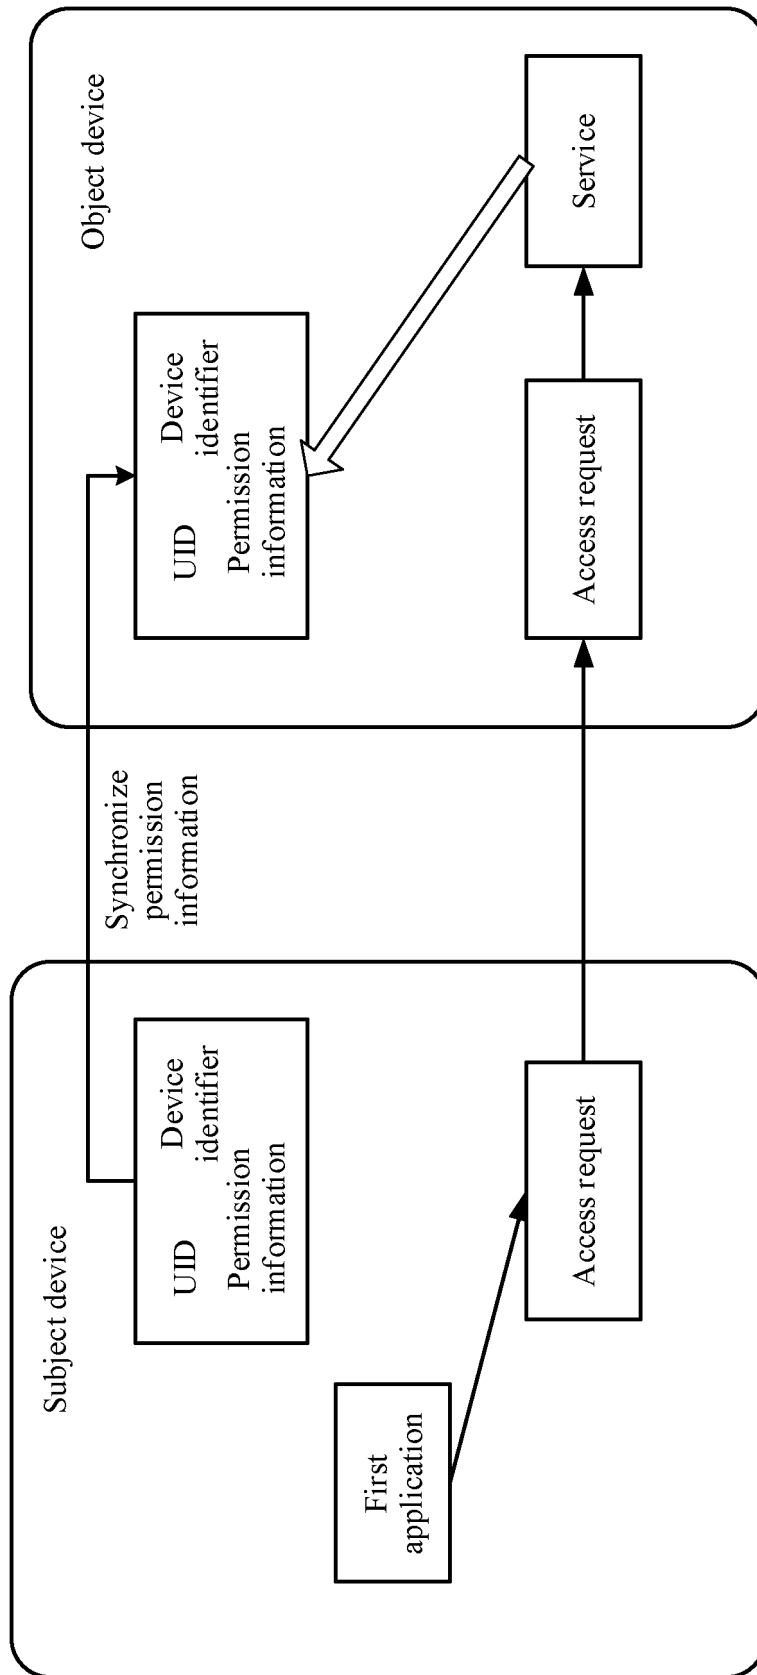 Subject device
UID Device
identifier
Permission
information
First
application
Access request
Synchronize
permission
information
Object device
UID Device
identifier
Permission
information
Access request
Service